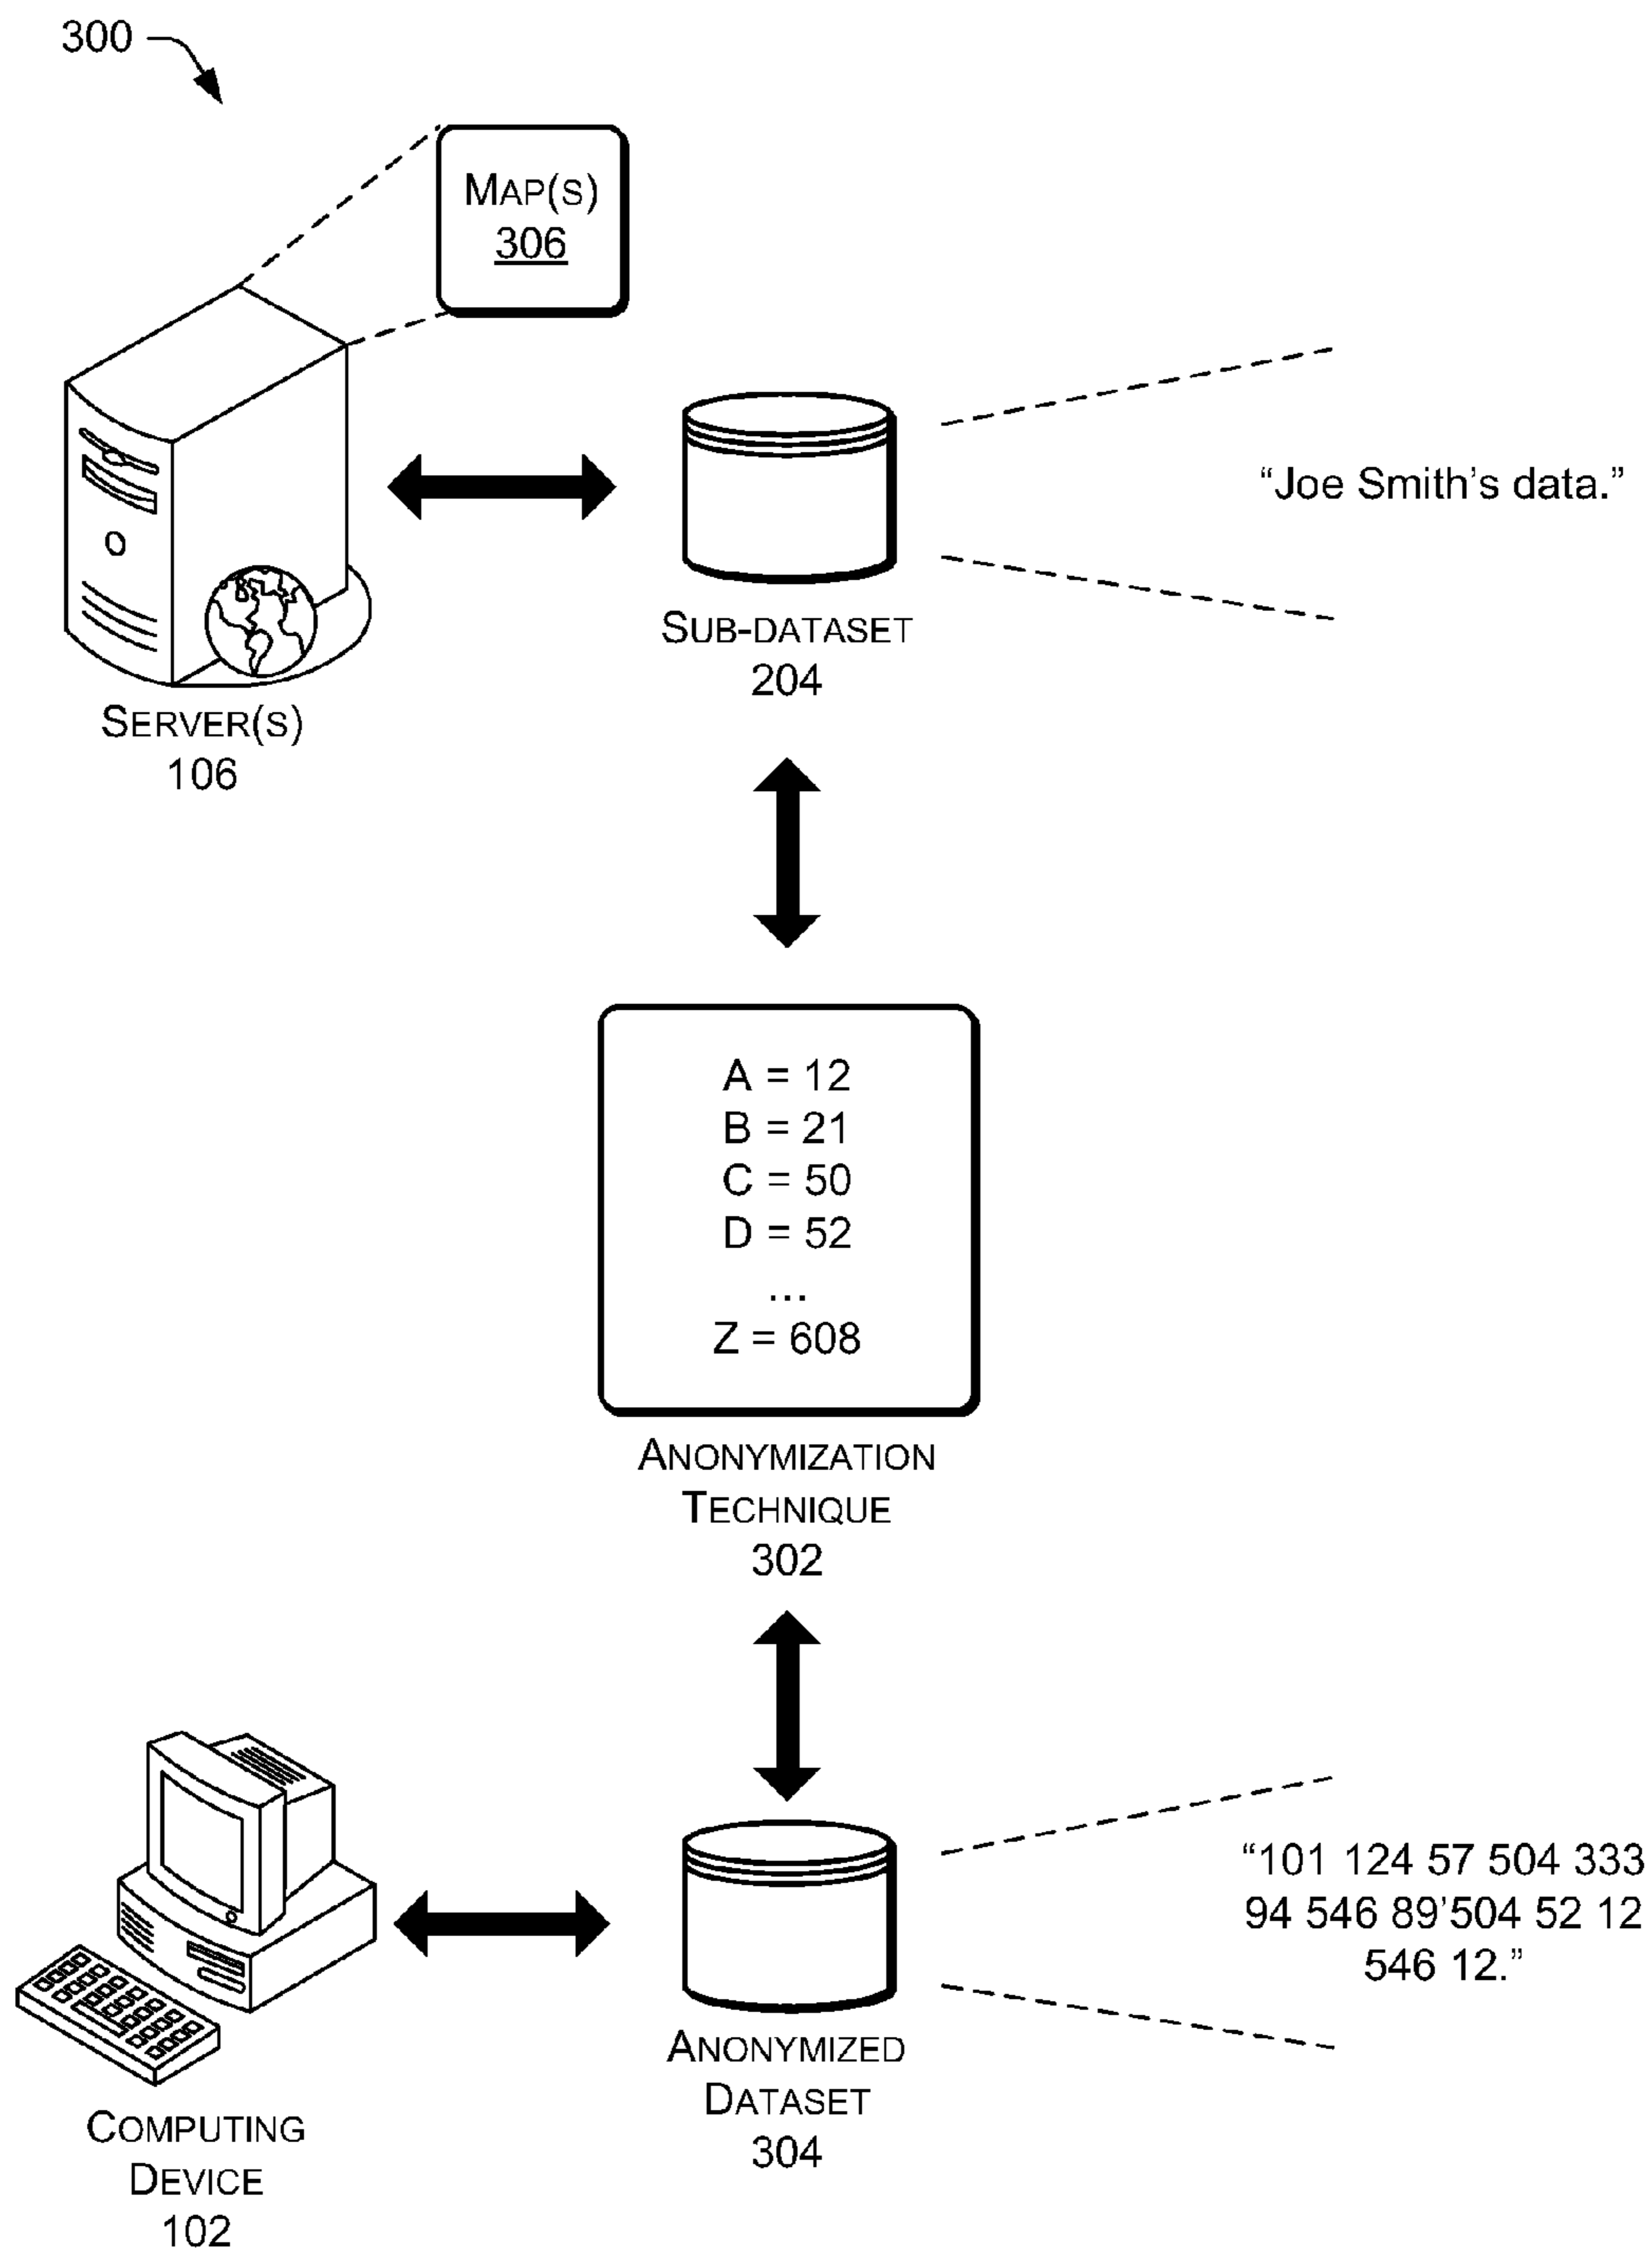 300
MAP(S)
306
"Joe Smith's data."
SUB-DATASET
204
SERVER(S)
106
A = 12
B = 21
C = 50
D = 52
...
Z = 608
ANONYMIZATION
TECHNIQUE
302
"101 124 57 504 333
94 546 89'504 52 12
546 12."
ANONYMIZED
DATASET
304
COMPUTING
DEVICE
102